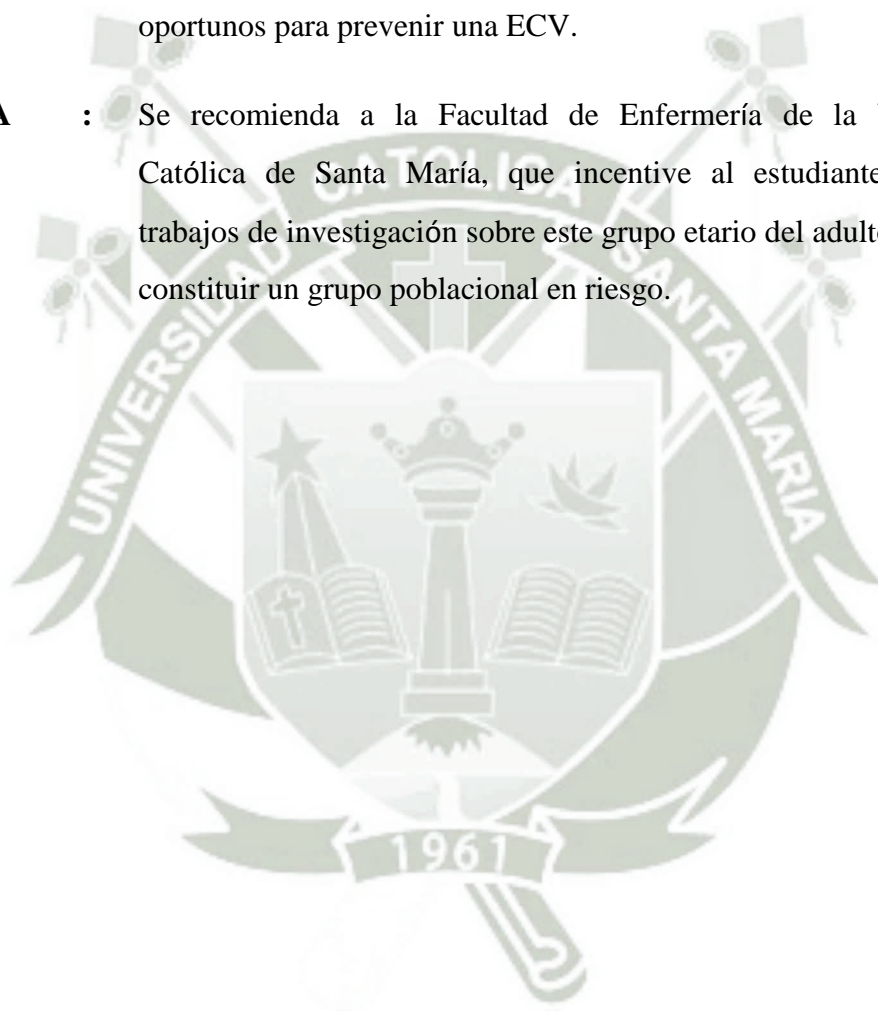 oportunos para prevenir una ECV.
A : Se recomienda a la Facultad de Enfermería de la
Católica de Santa María, que incentive al estudiante
trabajos de investigación sobre este grupo etario del adulto
constituir un grupo poblacional en riesgo.
UNIVERSIDAD CATOLICA SANTA MARIA
1961